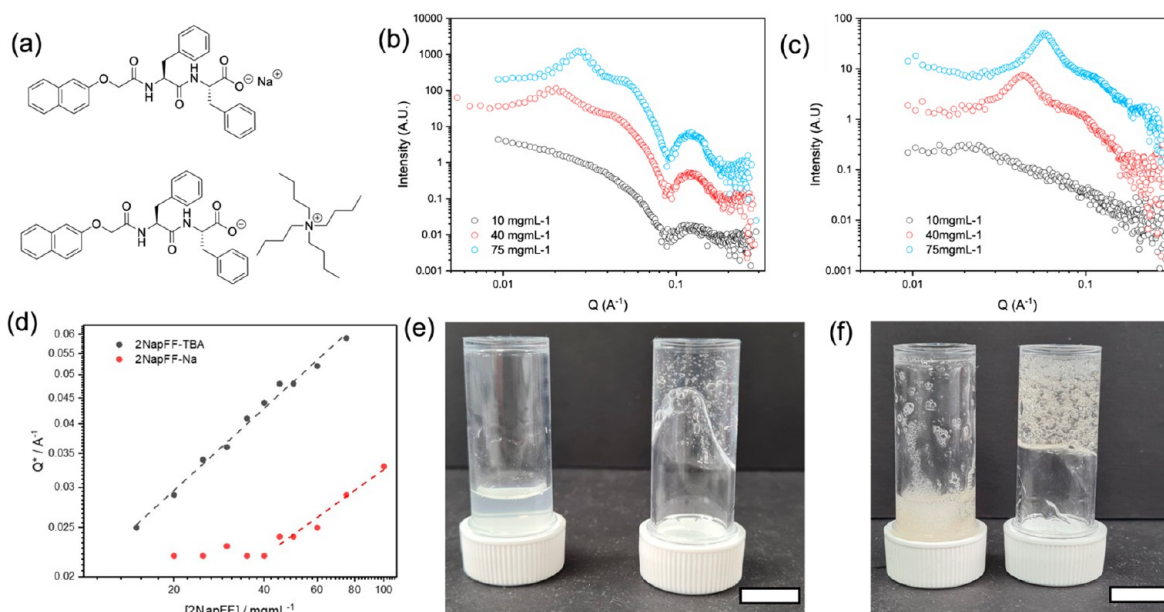 (a)
O
O
N
H
H
N
O
O
O
⊖
Na
⊕
O
O
N
H
H
N
O
O
O
⊖
N
⊕
(b)
Intensity (A.U.)
10000
1000
100
10
1
0.1
0.01
0.001
10 mgmL-1
40 mgmL-1
75 mgmL-1
0.01
0.1
Q (A⁻¹)
(c)
Intensity (A.U)
100
10
1
0.1
0.01
0.001
10mgmL-1
40mgmL-1
75mgmL-1
0.01
0.1
Q (A⁻¹)
(d)
Q* / A⁻¹
0.06
0.055
0.05
0.045
0.04
0.035
0.03
0.025
0.02
2NapFF-TBA
2NapFF-Na
20
40
60
80
100
[2NapFF] / mgmL⁻¹
(e)
(f)